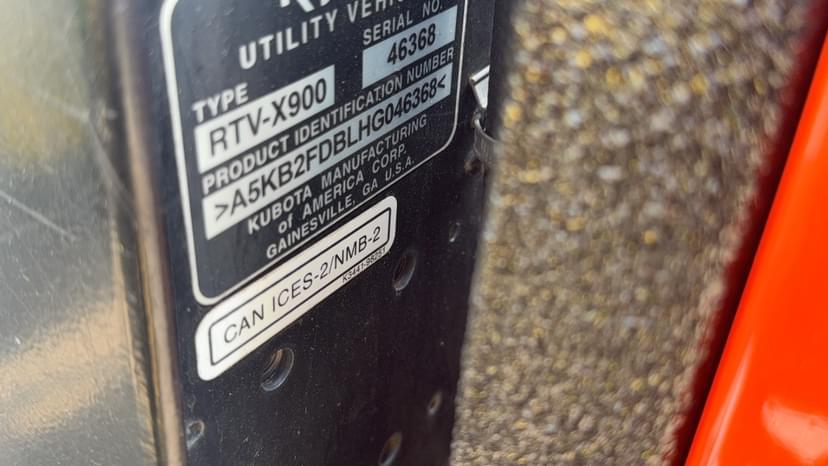 UTILITY VEHIC
SERIAL NO.
46368
TYPE
RTV-X900
PRODUCT IDENTIFICATION NUMBER
>A5KB2FDBLHG046368<
KUBOTA MANUFACTURING
of AMERICA CORP.
GAINESVILLE, GA U.S.A.
CAN ICES-2/NMB-2